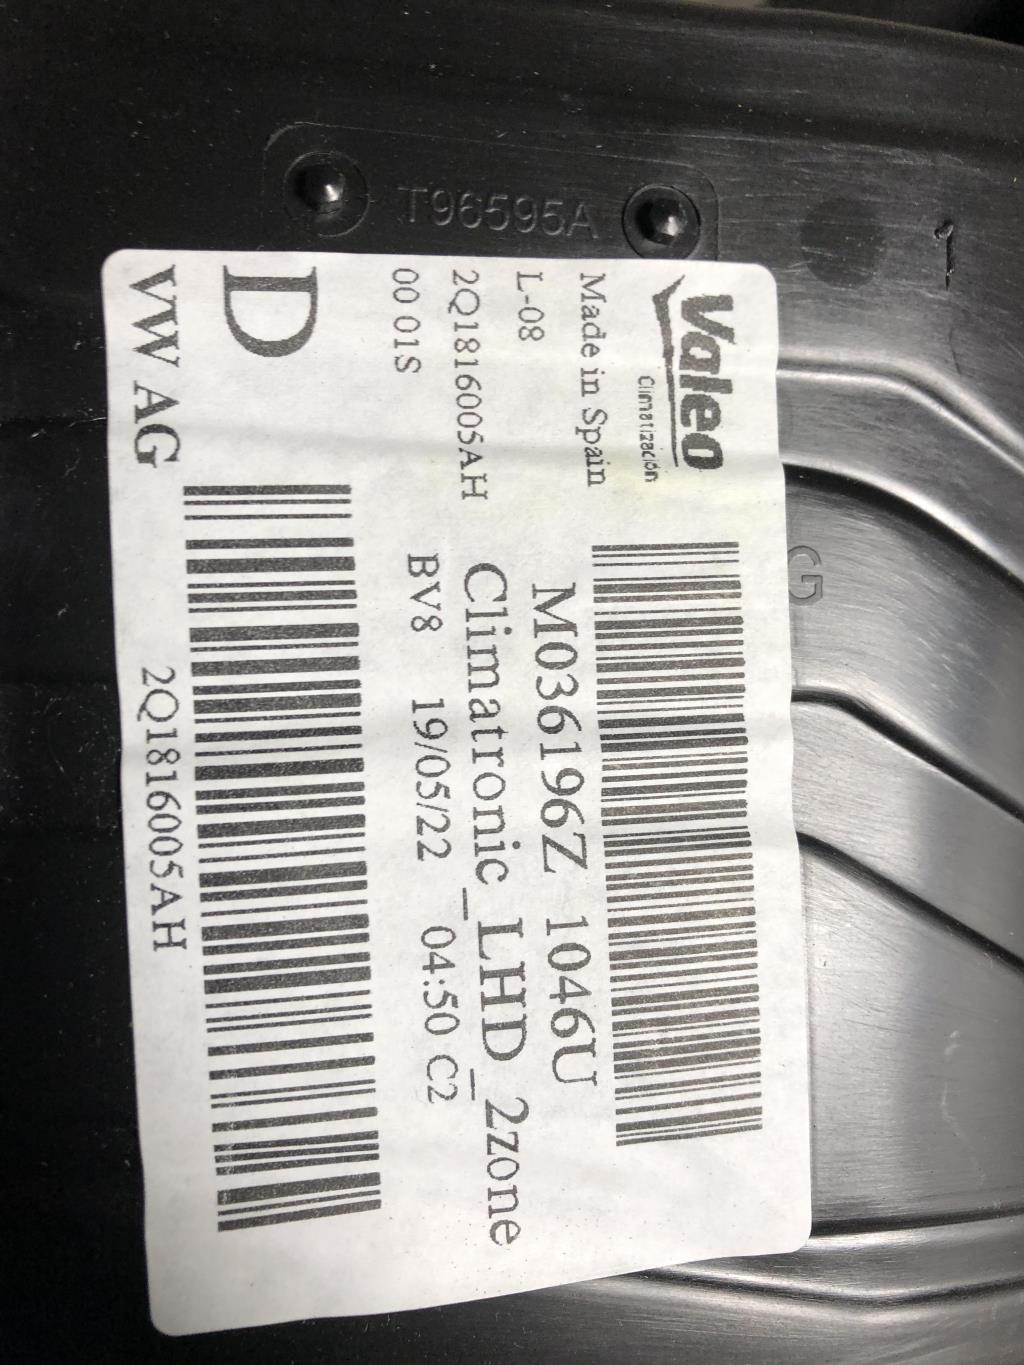 T96595A
Valeo
Climatización
Made in Spain
L-08
2Q1816005AH
00 01S
D
VW AG
M036196Z 1046U
Climatronic_LHD_2zone
BV8 19/05/22 04:50 C2
2Q1816005AH
G